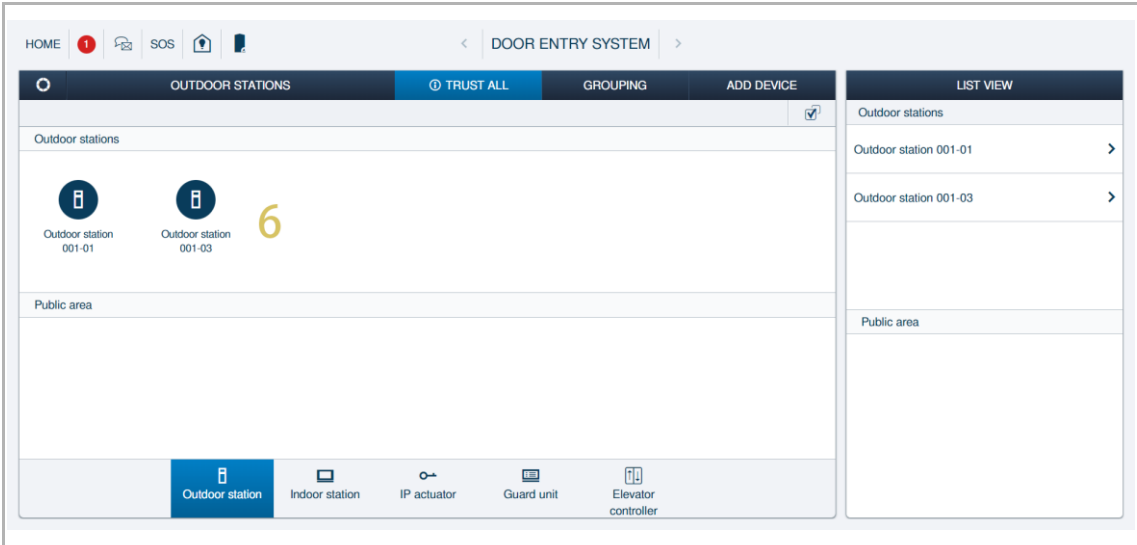 HOME 1 SOS < DOOR ENTRY SYSTEM >
OUTDOOR STATIONS TRUST ALL GROUPING ADD DEVICE
LIST VIEW
Outdoor stations
Outdoor station
001-01
Outdoor station
001-03
6
Public area
Outdoor station
Indoor station
IP actuator
Guard unit
Elevator
controller
Outdoor stations
Outdoor station 001-01
Outdoor station 001-03
Public area